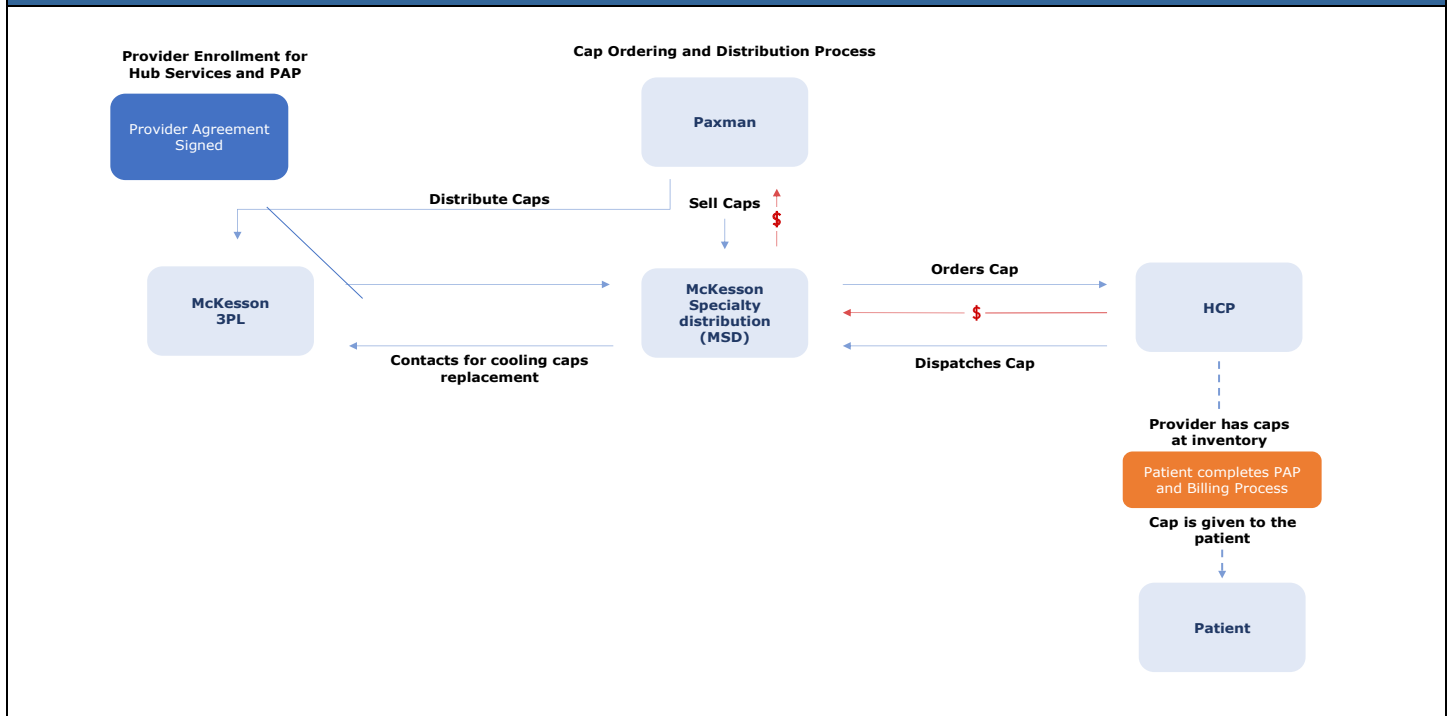 Provider Enrollment for
Hub Services and PAP
Cap Ordering and Distribution Process
Provider Agreement
Signed
Paxman
Distribute Caps
Sell Caps
$
McKesson
3PL
McKesson
Specialty
distribution
(MSD)
Orders Cap
$
Dispatches Cap
HCP
Contacts for cooling caps
replacement
Provider has caps
at inventory
Patient completes PAP
and Billing Process
Cap is given to the
patient
Patient